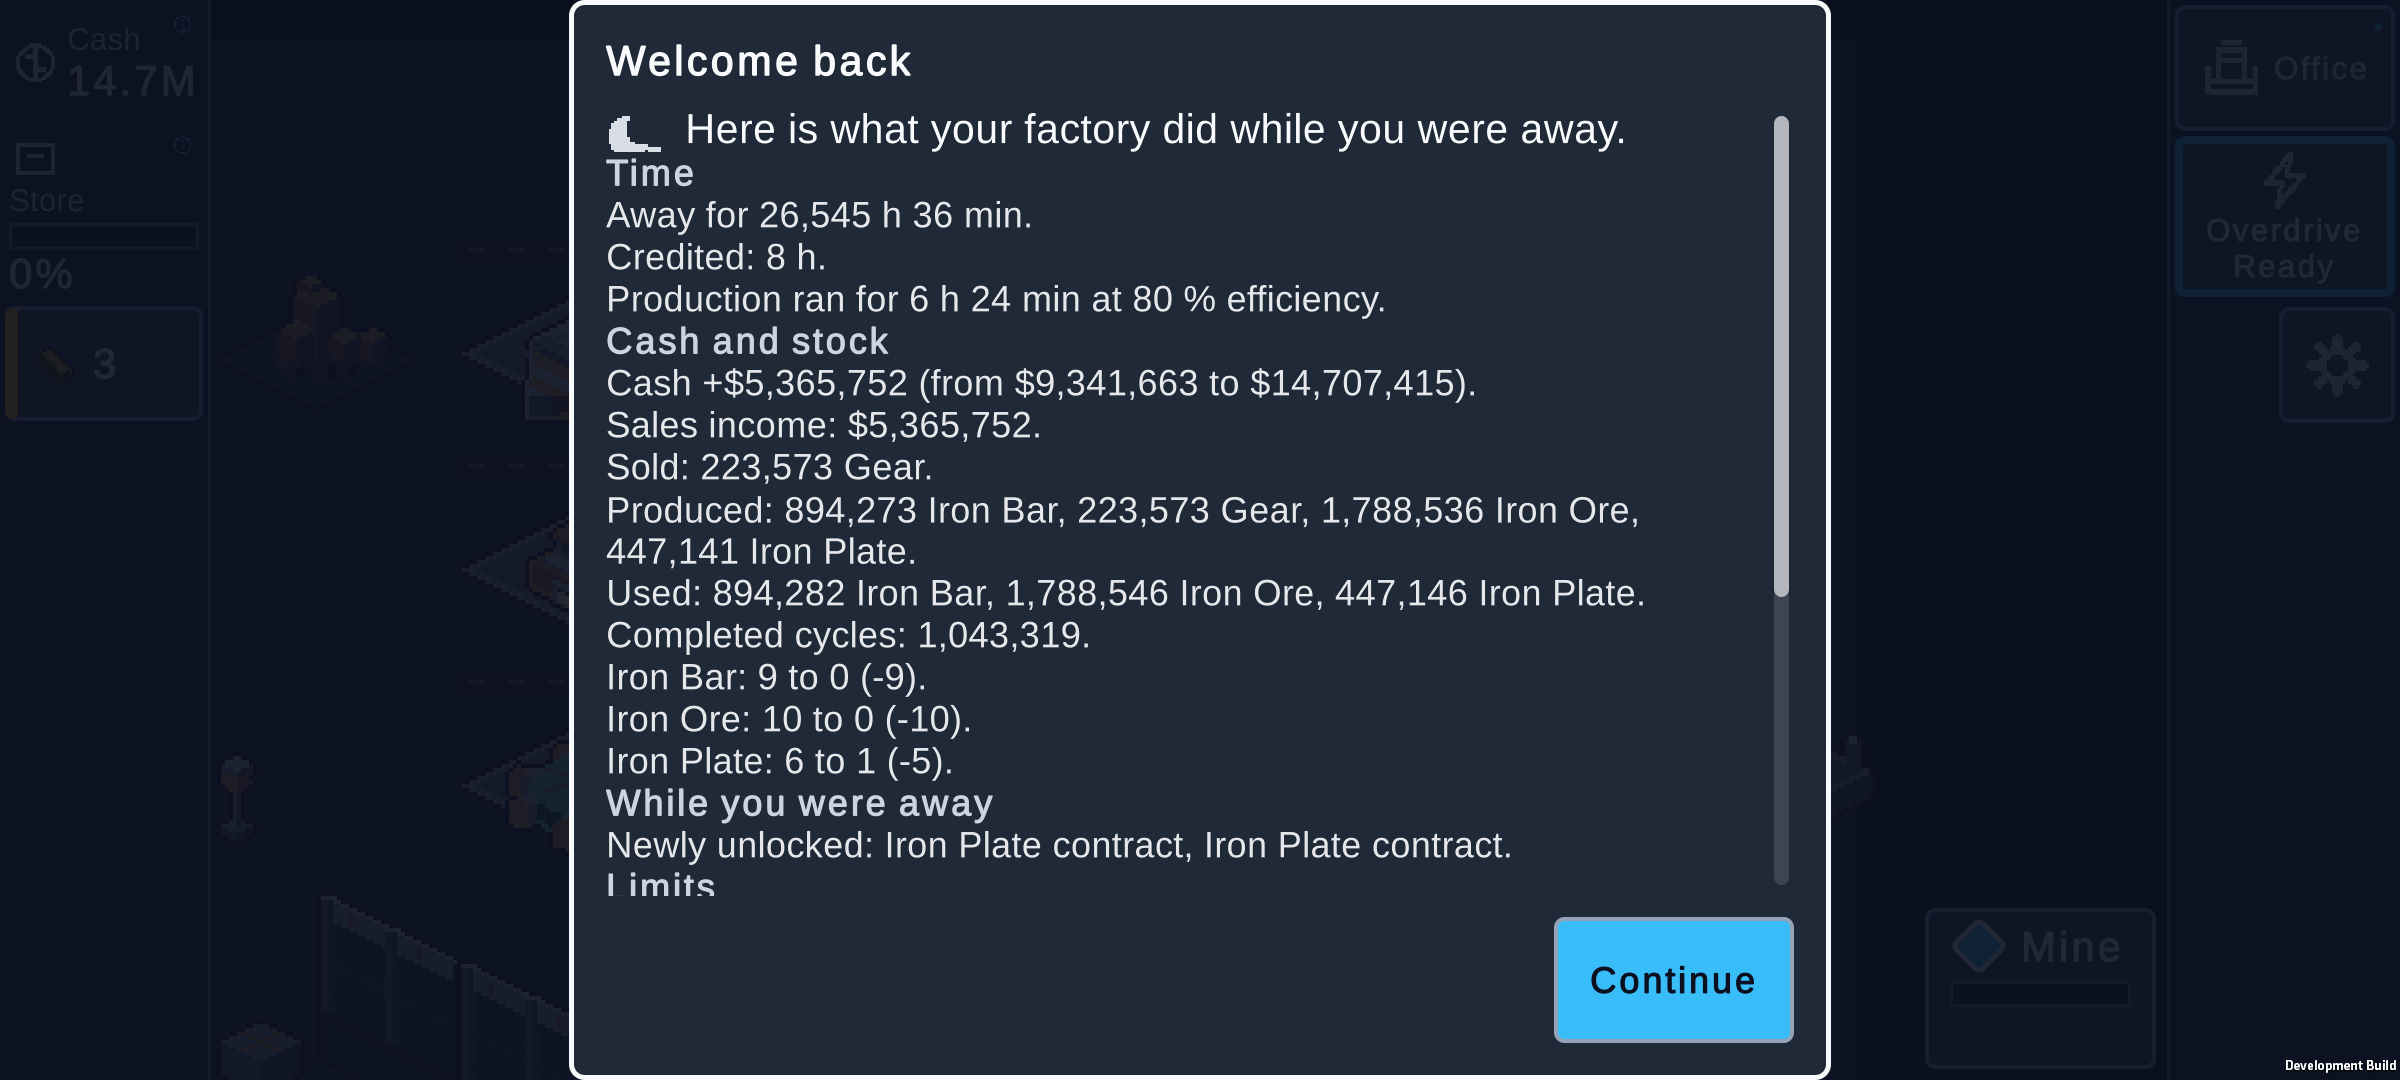 Cash
14.7M
Store
0%
3
Welcome back
Here is what your factory did while you were away.
Time
Away for 26,545 h 36 min.
Credited: 8 h.
Production ran for 6 h 24 min at 80 % efficiency.
Cash and stock
Cash +$5,365,752 (from $9,341,663 to $14,707,415).
Sales income: $5,365,752.
Sold: 223,573 Gear.
Produced: 894,273 Iron Bar, 223,573 Gear, 1,788,536 Iron Ore,
447,141 Iron Plate.
Used: 894,282 Iron Bar, 1,788,546 Iron Ore, 447,146 Iron Plate.
Completed cycles: 1,043,319.
Iron Bar: 9 to 0 (-9).
Iron Ore: 10 to 0 (-10).
Iron Plate: 6 to 1 (-5).
While you were away
Newly unlocked: Iron Plate contract, Iron Plate contract.
Limits
Continue
Office
Overdrive
Ready
Mine
Development Build